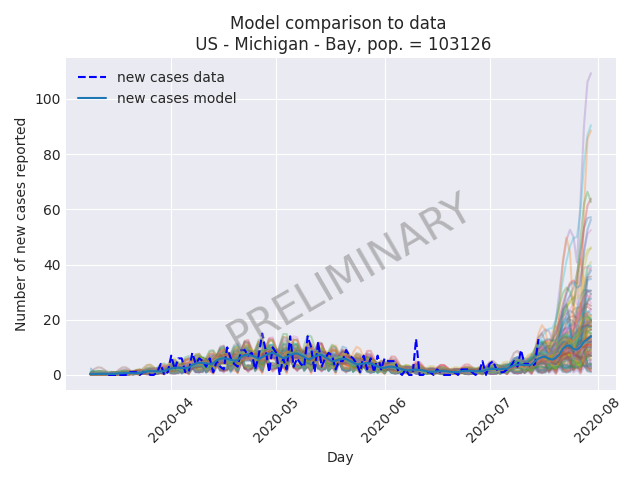 Model comparison to data
US - Michigan - Bay, pop. = 103126
new cases data
new cases model
Number of new cases reported
100
80
60
40
20
0
PRELIMINARY
2020-04
2020-05
2020-06
2020-07
2020-08
Day